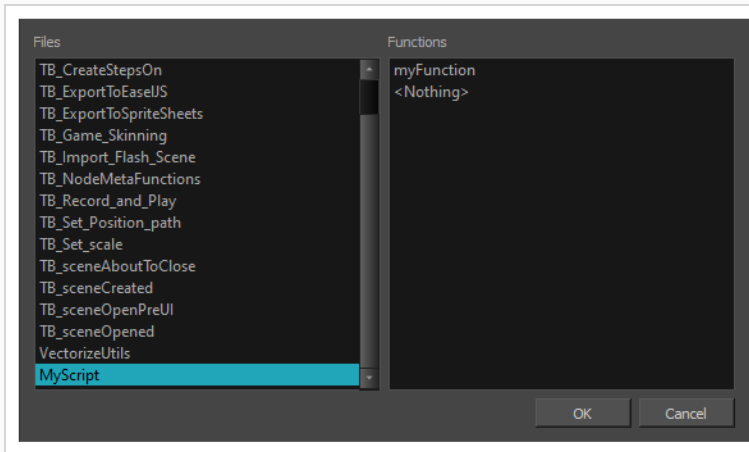 Files
Functions
TB_CreateStepsOn
TB_ExportToEaselJS
TB_ExportToSpriteSheets
TB_Game_Skinning
TB_Import_Flash_Scene
TB_NodeMetaFunctions
TB_Record_and_Play
TB_Set_Position_path
TB_Set_scale
TB_sceneAboutToClose
TB_sceneCreated
TB_sceneOpenPreUI
TB_sceneOpened
VectorizeUtils
MyScript
myFunction
<Nothing>
OK
Cancel